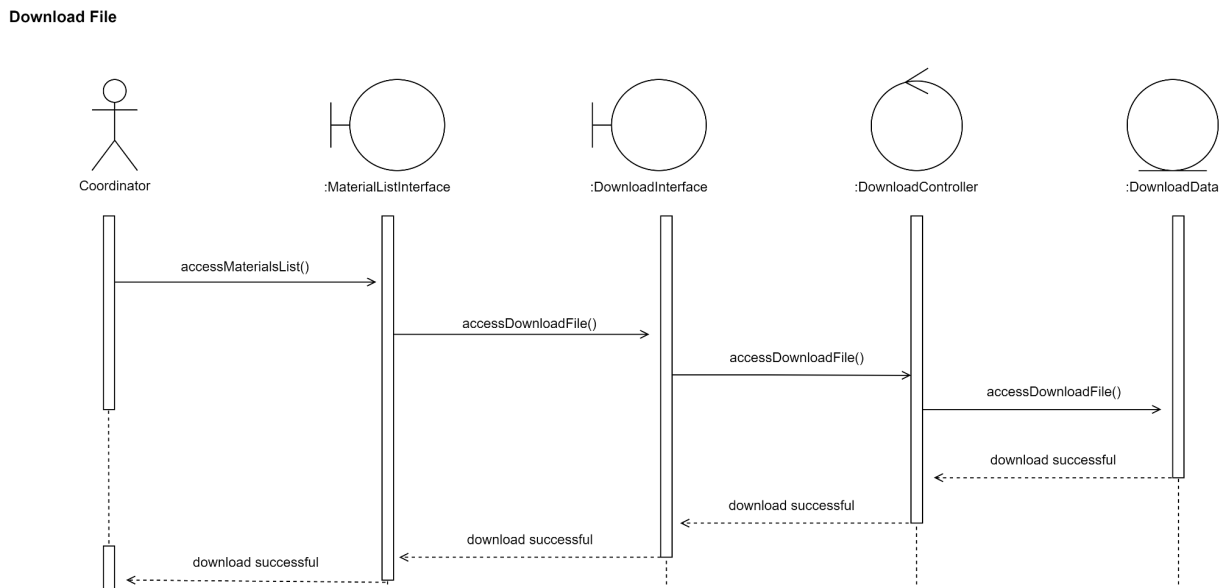 Download File
Coordinator
:MaterialListInterface
:DownloadInterface
:DownloadController
:DownloadData
accessMaterialsList()
accessDownloadFile()
accessDownloadFile()
accessDownloadFile()
download successful
download successful
download successful
download successful